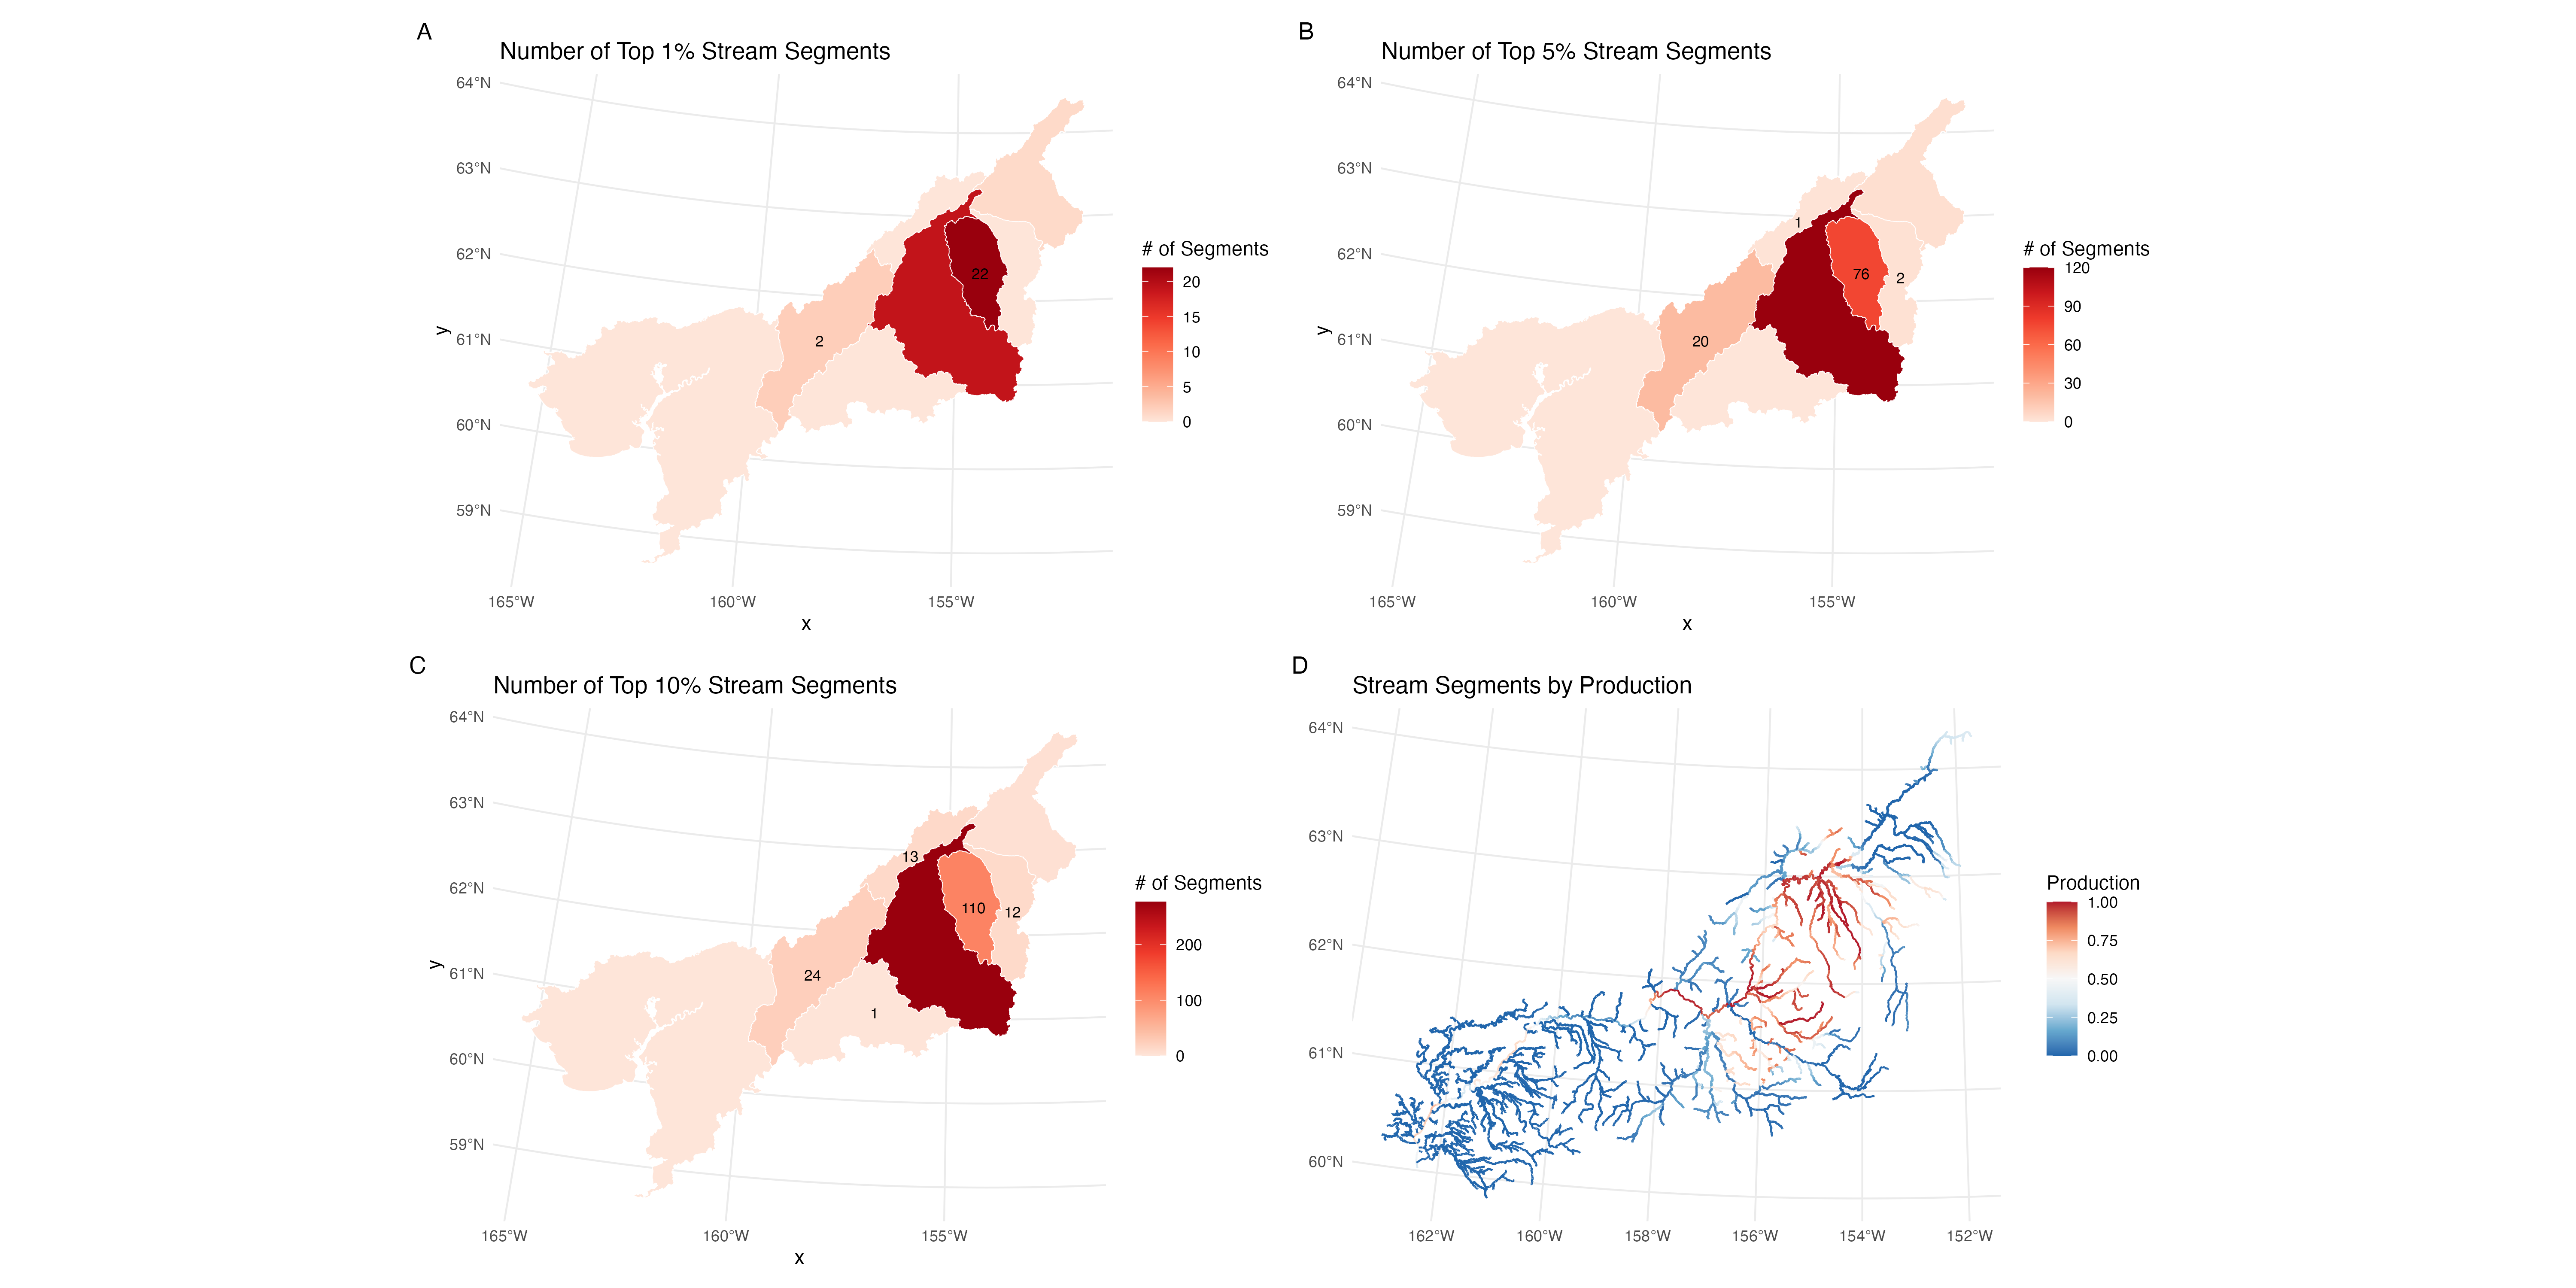 A
Number of Top 1% Stream Segments
64°N
63°N
62°N
61°N
60°N
59°N
y
22
2
165°W
160°W
155°W
x
# of Segments
20
15
10
5
0
B
Number of Top 5% Stream Segments
64°N
63°N
62°N
61°N
60°N
59°N
y
1
76
2
20
165°W
160°W
155°W
x
# of Segments
120
90
60
30
0
C
Number of Top 10% Stream Segments
64°N
63°N
62°N
61°N
60°N
59°N
y
13
110
12
24
1
165°W
160°W
155°W
x
# of Segments
200
100
0
D
Stream Segments by Production
64°N
63°N
62°N
61°N
60°N
162°W
160°W
158°W
156°W
154°W
152°W
Production
1.00
0.75
0.50
0.25
0.00